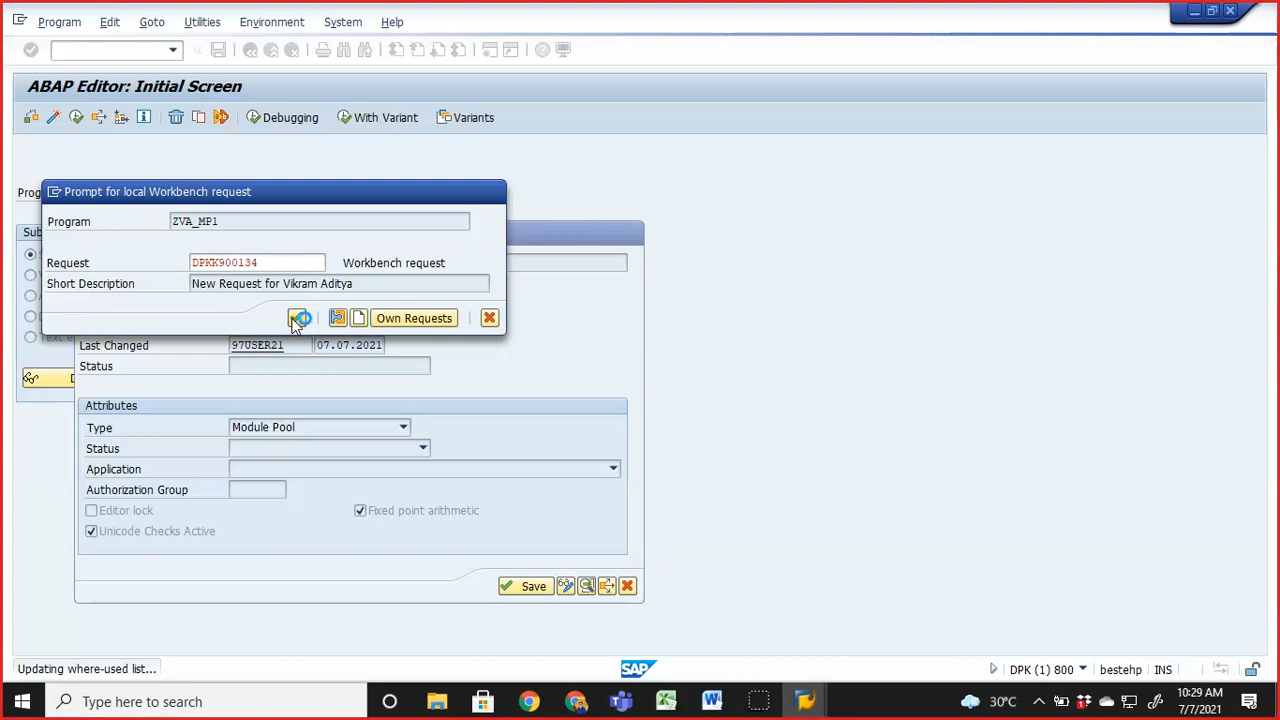 Program Edit Goto Utilities Environment System Help
ABAP Editor: Initial Screen
Debugging With Variant Variants
Prog
Prompt for local Workbench request
Program ZVA_MP1
Sub
Request DPKK900134 Workbench request
Short Description New Request for Vikram Aditya
Own Requests
Last Changed 97USER21 07.07.2021
Status
Attributes
Type Module Pool
Status
Application
Authorization Group
Editor lock Fixed point arithmetic
Unicode Checks Active
Save
Updating where-used list... SAP DPK (1) 800 bestehp INS
Type here to search 30°C 10:29 AM
7/7/2021